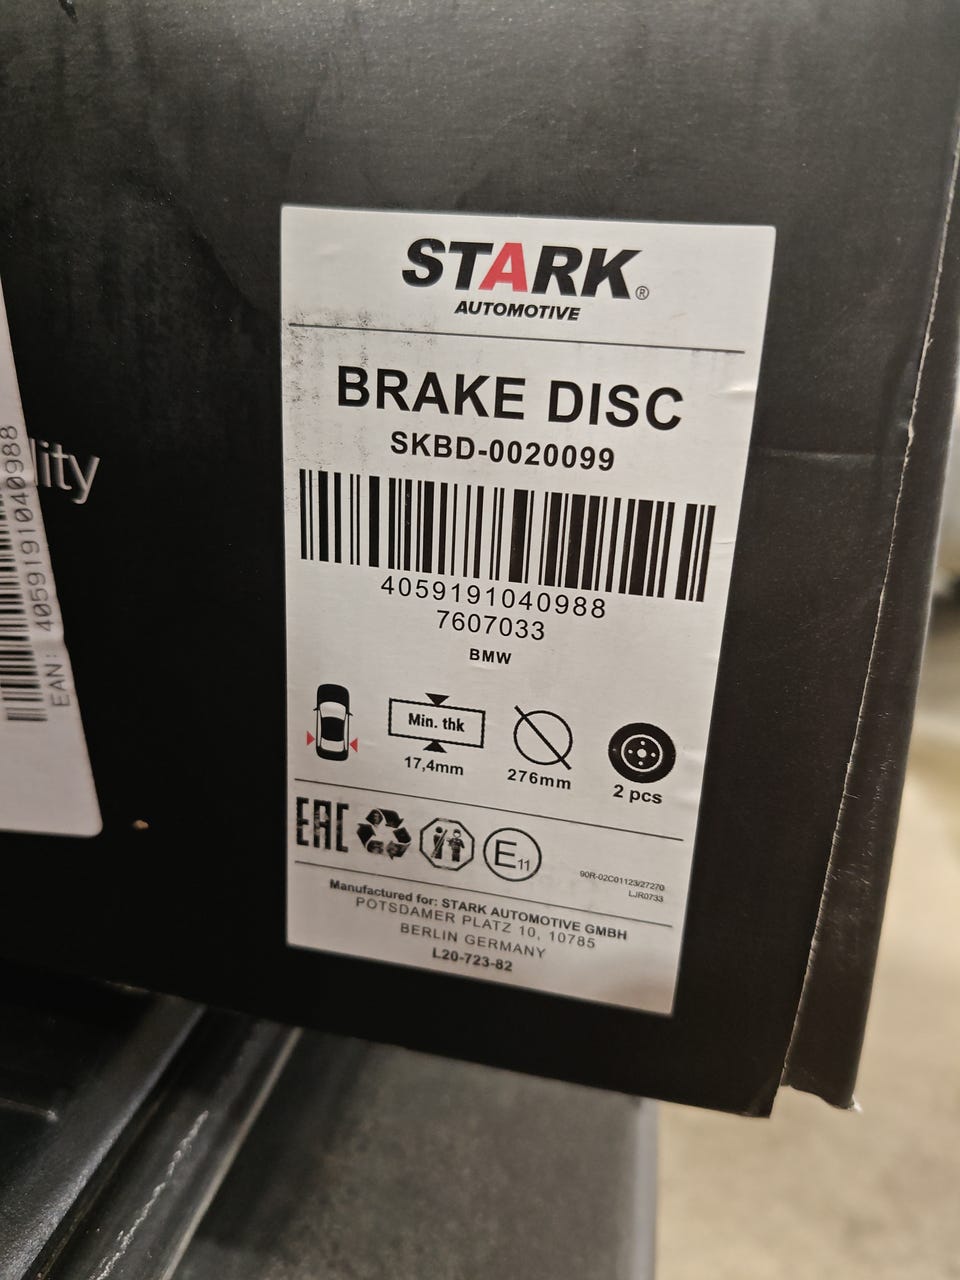 STARK®
AUTOMOTIVE
BRAKE DISC
SKBD-0020099
4059191040988
7607033
BMW
Min. thk
17,4mm
276mm
2 pcs
EAC
E11
90R-02C01123/27270
LJR0733
Manufactured for: STARK AUTOMOTIVE GMBH
POTSDAMER PLATZ 10, 10785
BERLIN GERMANY
L20-723-82
lity
EAN: 4059191040988